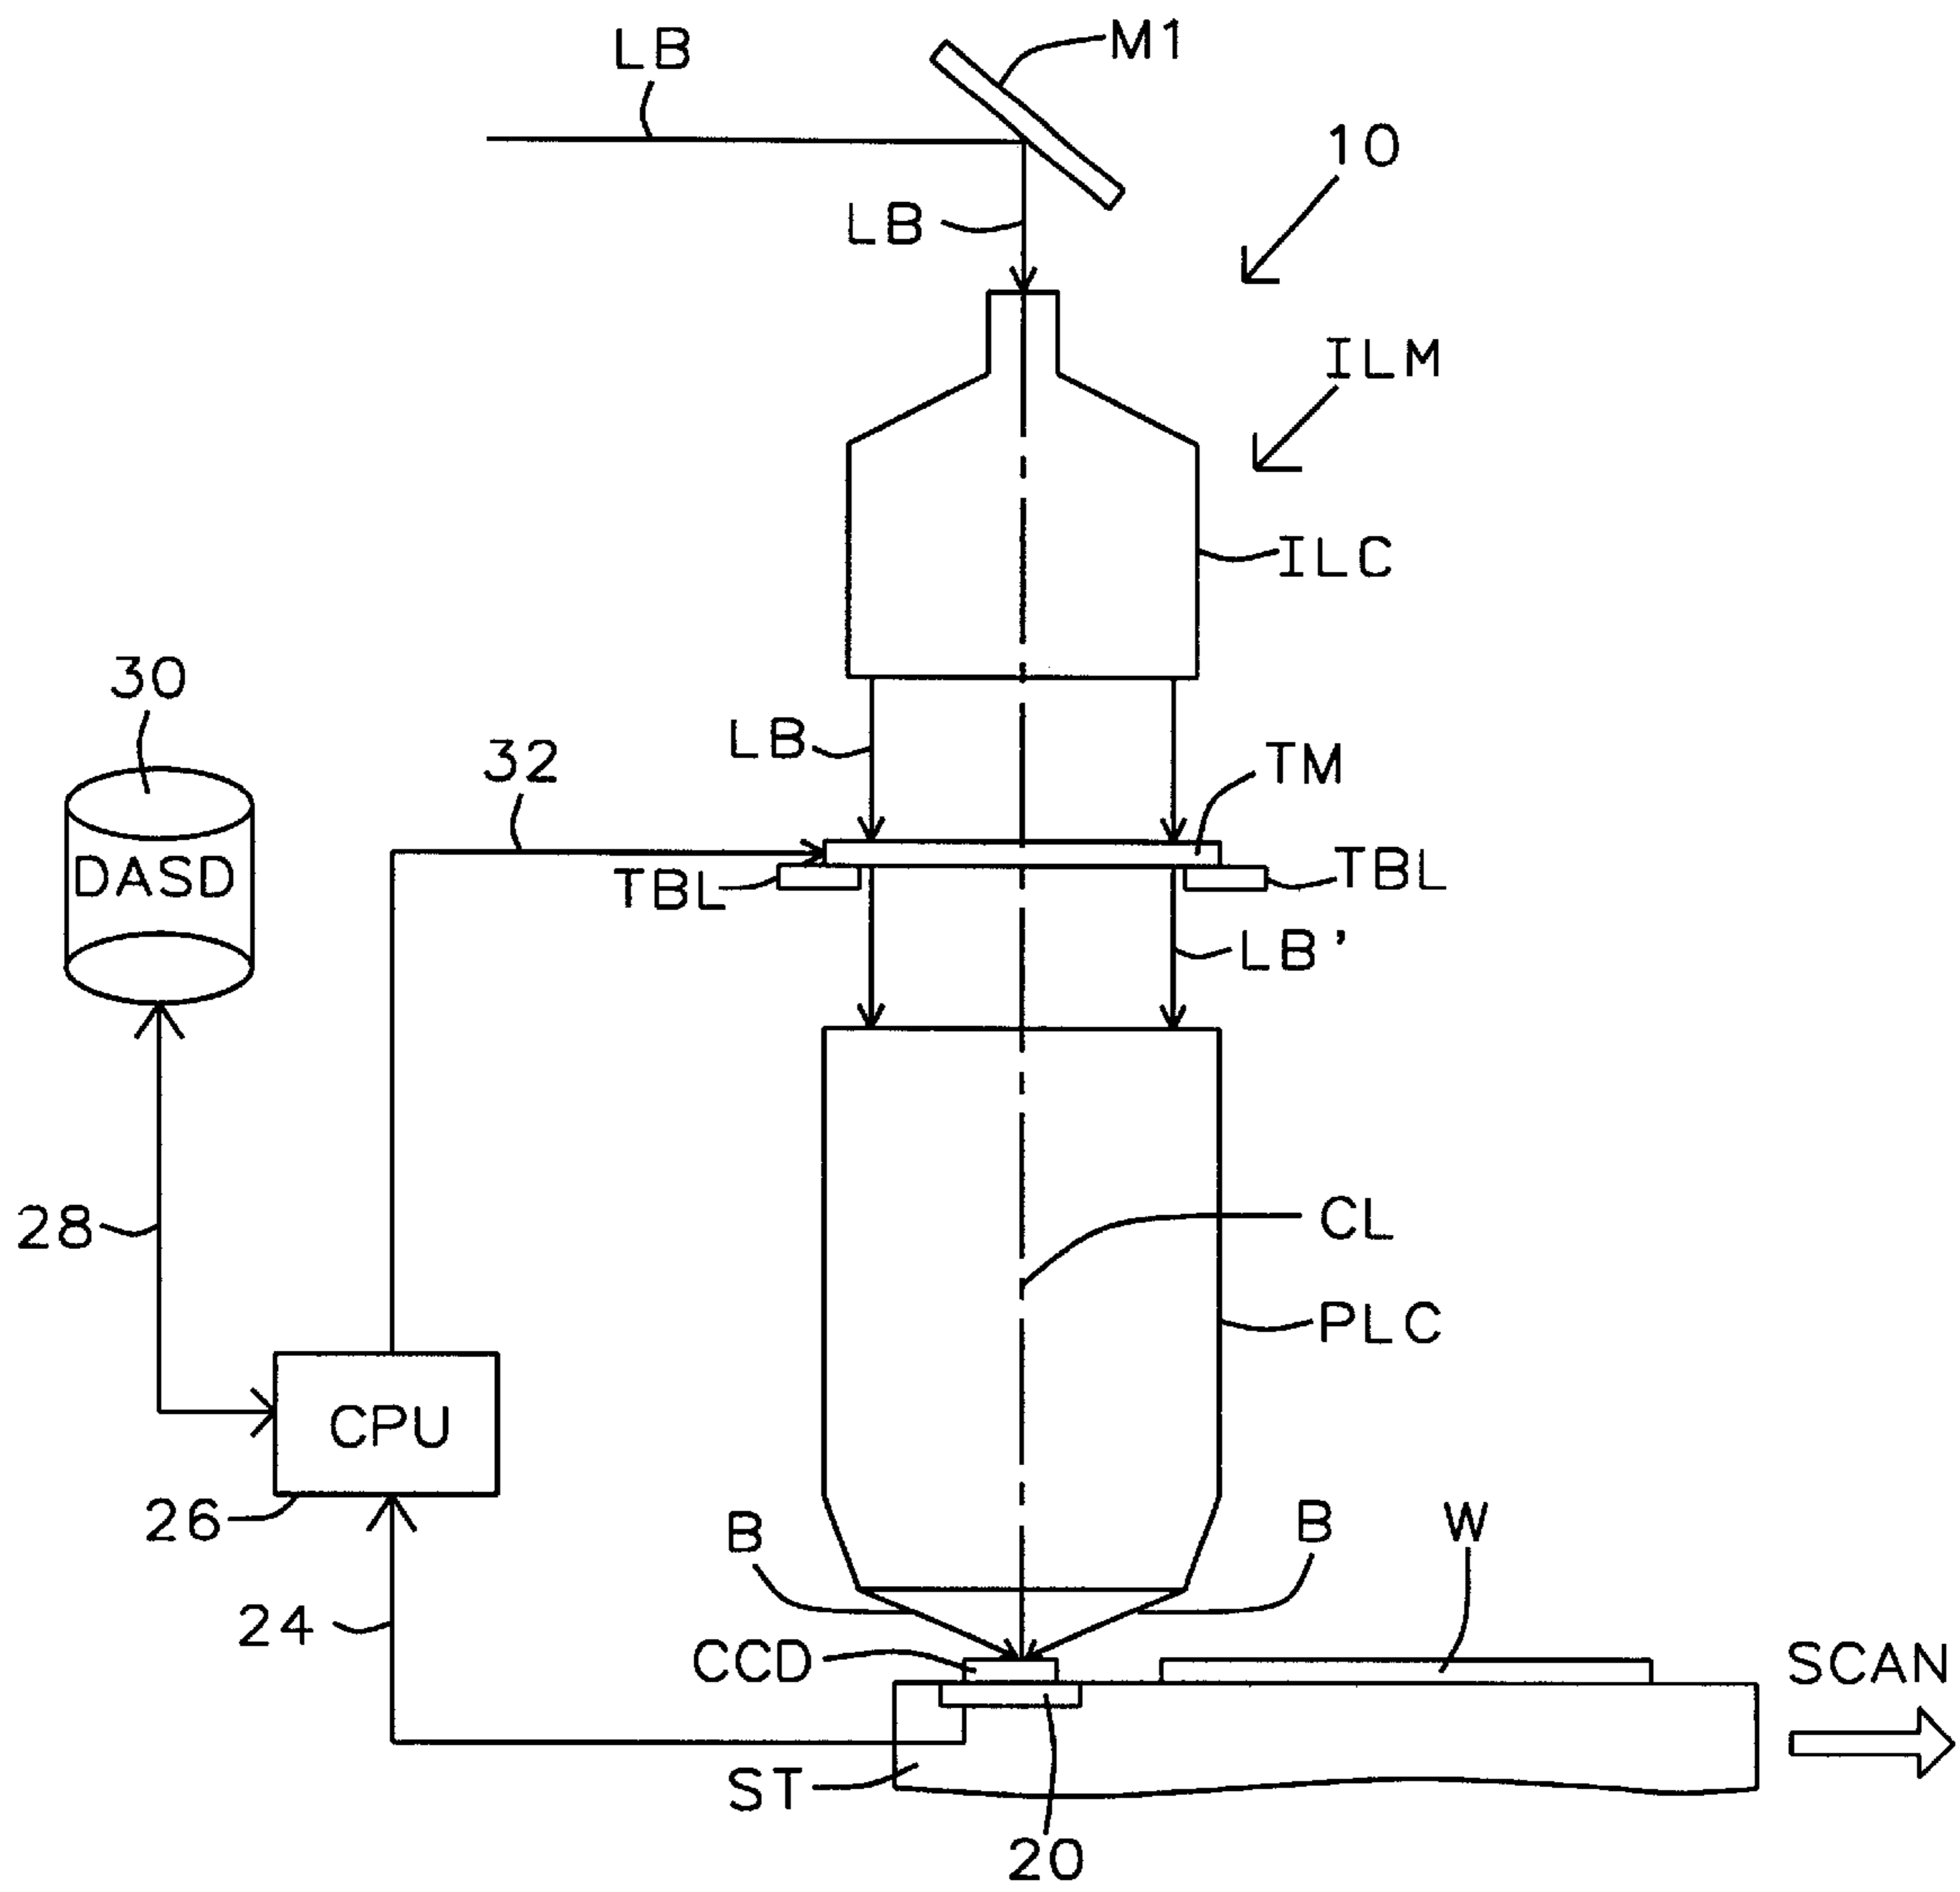 M1
LB
10
LB
ILM
ILC
30
LB
32
TM
DASD
TBL
TBL
LB'
28
CL
PLC
CPU
26
B
B
W
24
CCD
SCAN
ST
20